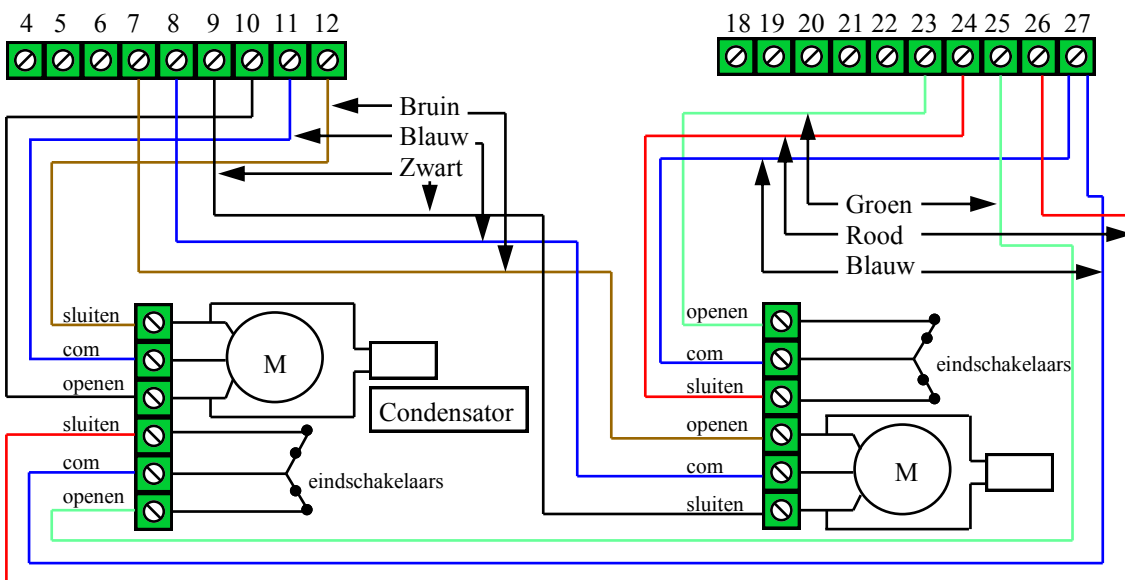 4 5 6 7 8 9 10 11 12
18 19 20 21 22 23 24 25 26 27
Bruin
Blauw
Zwart
Groen
Rood
Blauw
sluiten
com
openen
sluiten
com
openen
M
Condensator
eindschakelaars
openen
com
sluiten
openen
com
sluiten
eindschakelaars
M